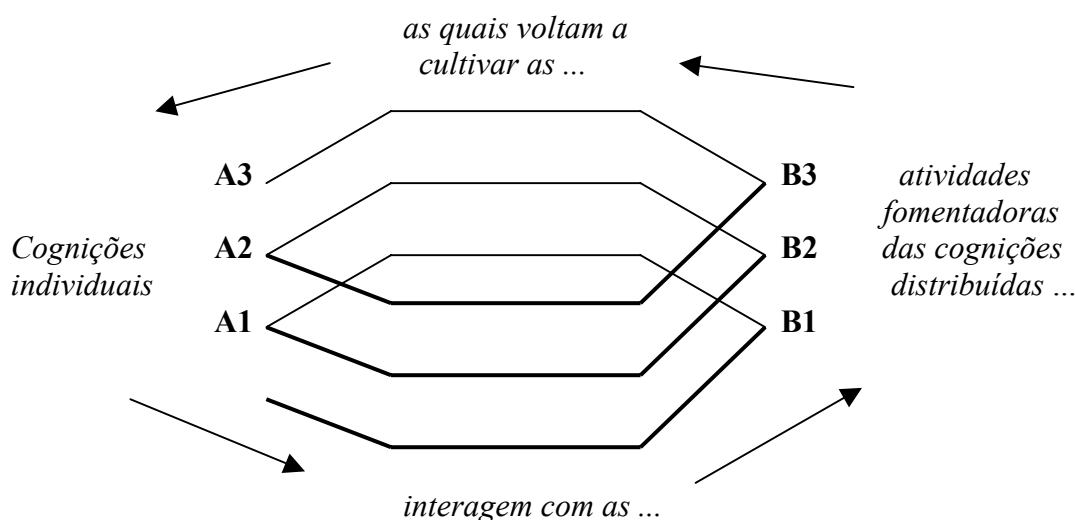 as quais voltam a
cultivar as ...
A3
B3
atividades
fomentadoras
das cognições
distribuídas ...
Cognições
individuais
A2
B2
A1
B1
interagem com as ...